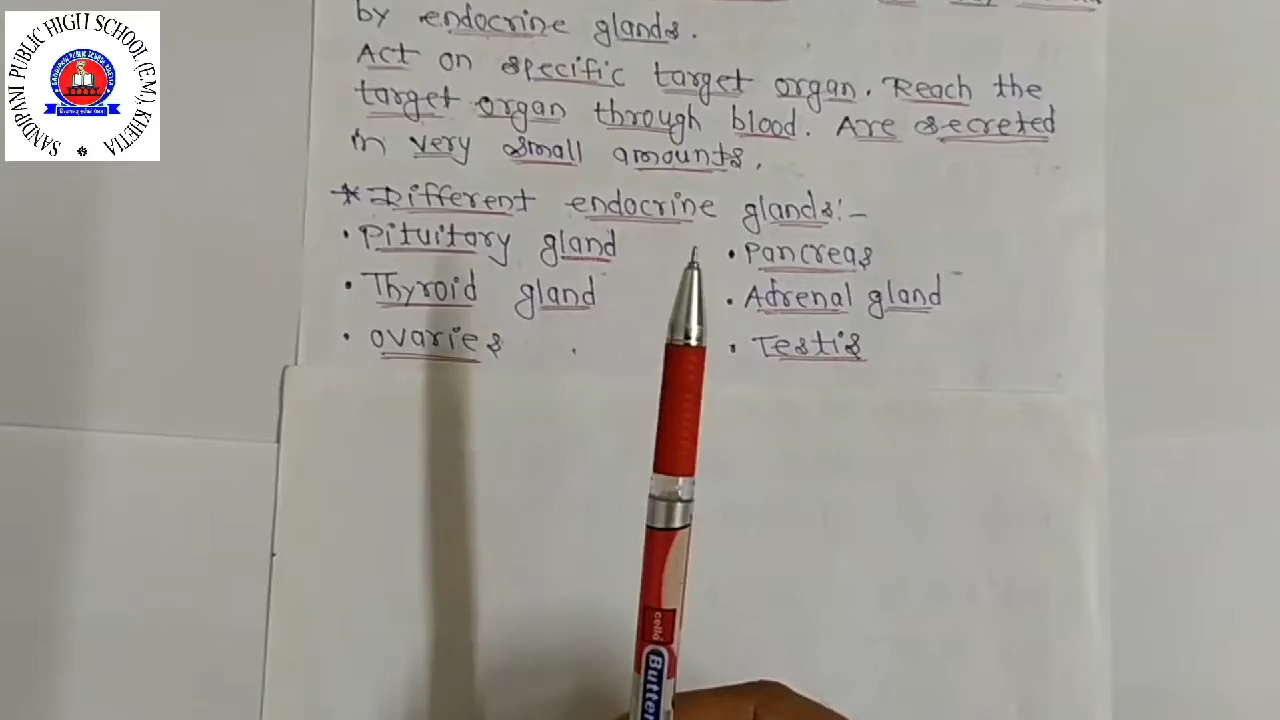 SANDIPANI PUBLIC HIGH SCHOOL (E.M.), KHETIA
by endocrine glands.
Act on specific target organ. Reach the
target organ through blood. Are secreted
in very small amounts.
* Different endocrine glands:-
• Pituitary gland • Pancreas
• Thyroid gland • Adrenal gland
• ovaries • Testis
cello
Butter